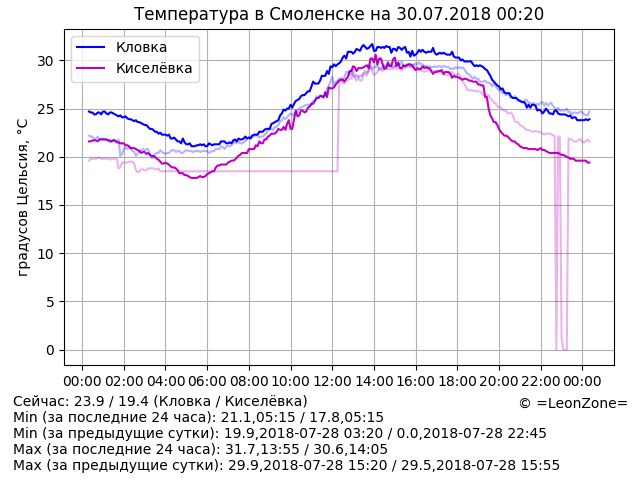 Температура в Смоленске на 30.07.2018 00:20
Кловка
Киселёвка
градусов Цельсия, °C
30
25
20
15
10
5
0
00:00 02:00 04:00 06:00 08:00 10:00 12:00 14:00 16:00 18:00 20:00 22:00 00:00
Сейчас: 23.9 / 19.4 (Кловка / Киселёвка)
© =LeonZone=
Min (за последние 24 часа): 21.1,05:15 / 17.8,05:15
Min (за предыдущие сутки): 19.9,2018-07-28 03:20 / 0.0,2018-07-28 22:45
Max (за последние 24 часа): 31.7,13:55 / 30.6,14:05
Max (за предыдущие сутки): 29.9,2018-07-28 15:20 / 29.5,2018-07-28 15:55